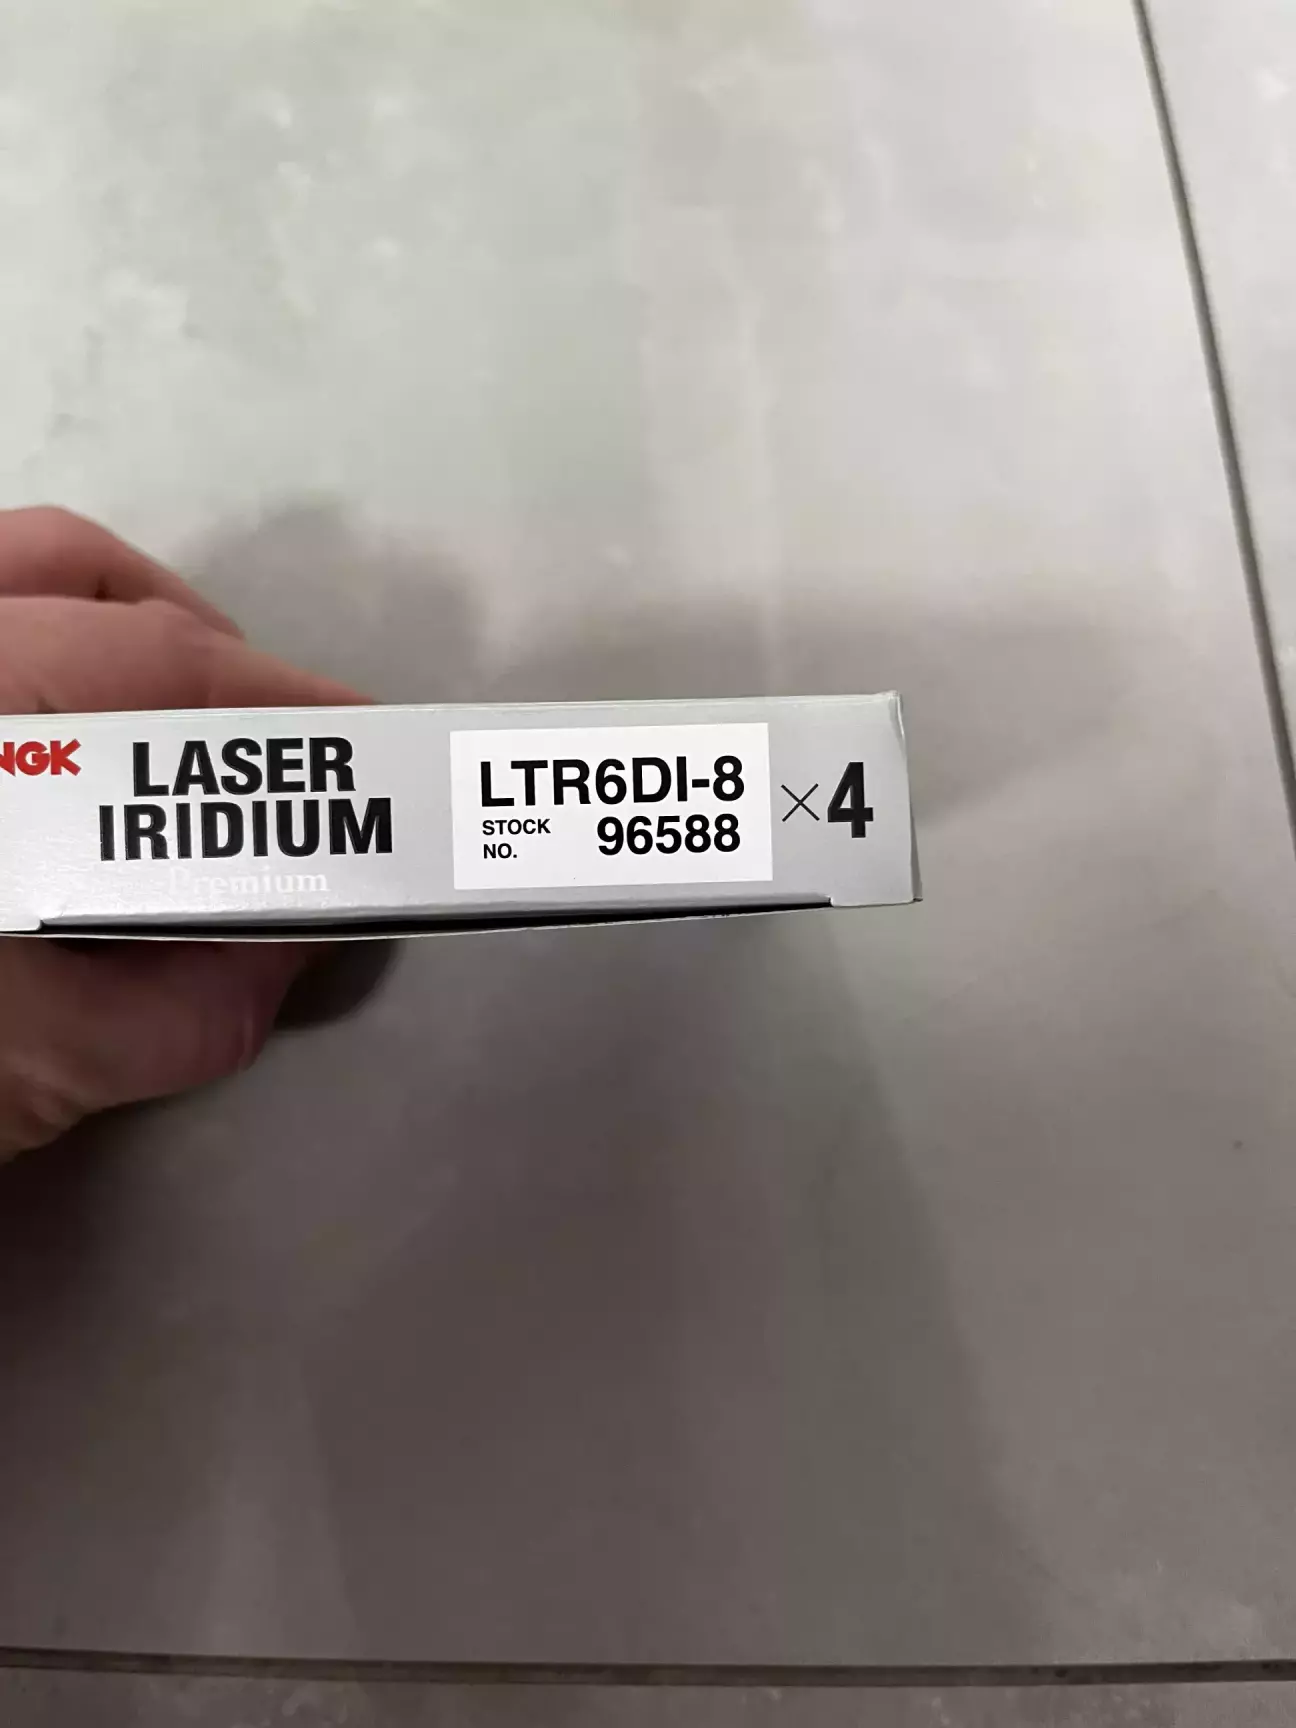 NGK
LASER
IRIDIUM
Premium
LTR6DI-8
STOCK
NO.
96588
×4